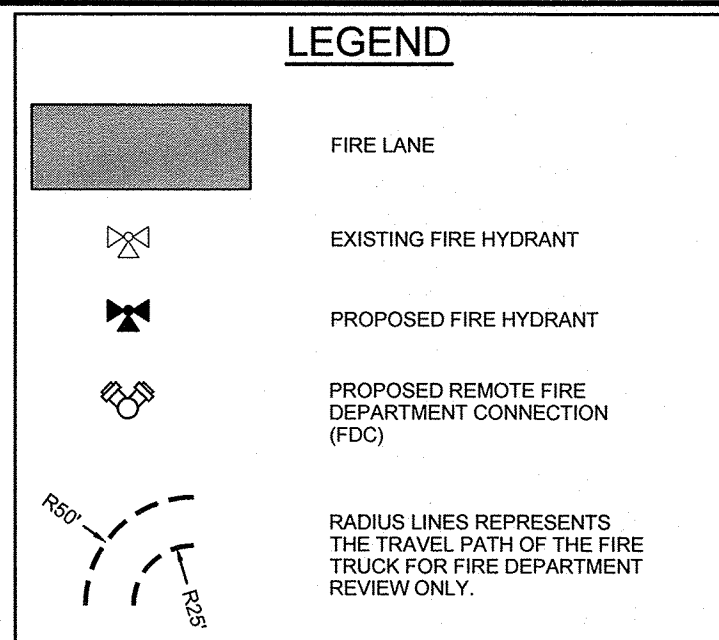 LEGEND
FIRE LANE
EXISTING FIRE HYDRANT
PROPOSED FIRE HYDRANT
PROPOSED REMOTE FIRE
DEPARTMENT CONNECTION
(FDC)
R50'
R25'
RADIUS LINES REPRESENTS
THE TRAVEL PATH OF THE FIRE
TRUCK FOR FIRE DEPARTMENT
REVIEW ONLY.